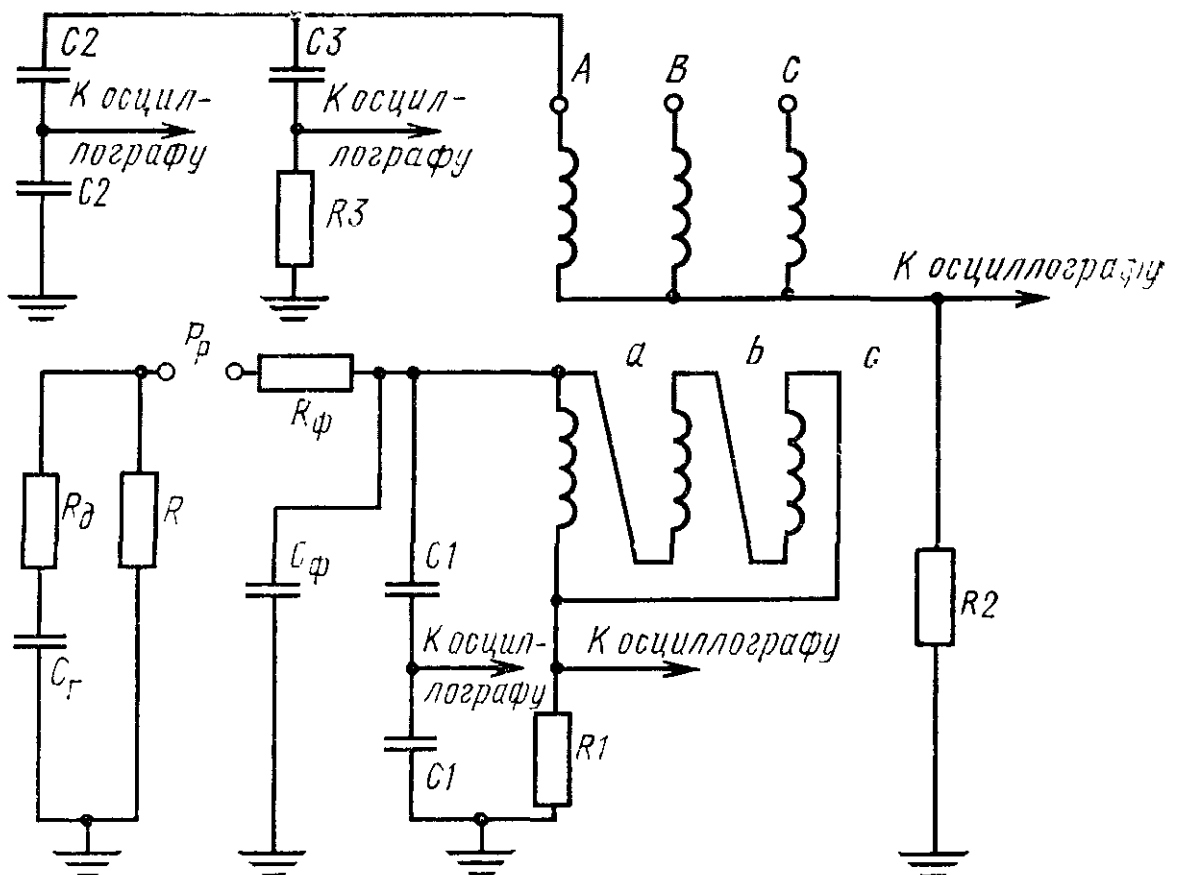 C2
C3
A
B
C
К осцил-
лографу
К осцил-
лографу
C2
R3
К осциллографу
Рр
a
b
c
Rф
Rд
R
Cф
C1
R2
Cг
К осцил-
лографу
К осциллографу
C1
R1